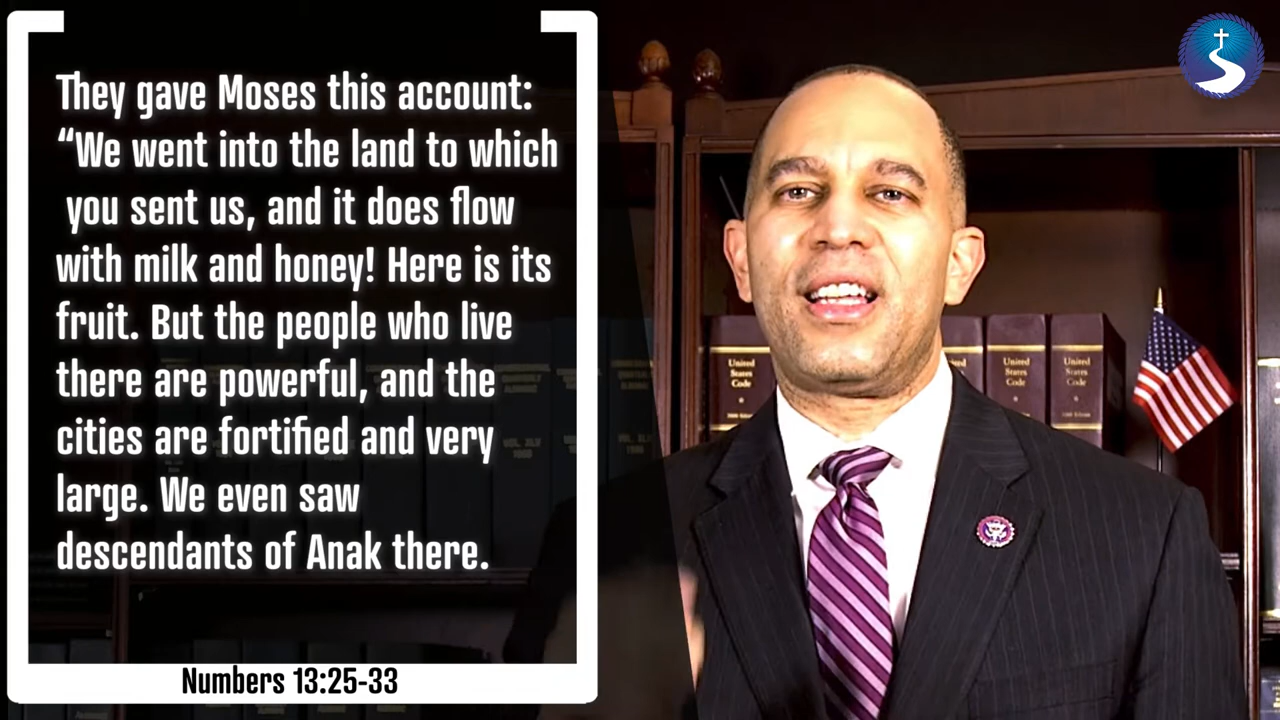 They gave Moses this account:
“We went into the land to which
you sent us, and it does flow
with milk and honey! Here is its
fruit. But the people who live
there are powerful, and the
cities are fortified and very
large. We even saw
descendants of Anak there.
Numbers 13:25-33
United
States
Code
United
States
Code
United
States
Code